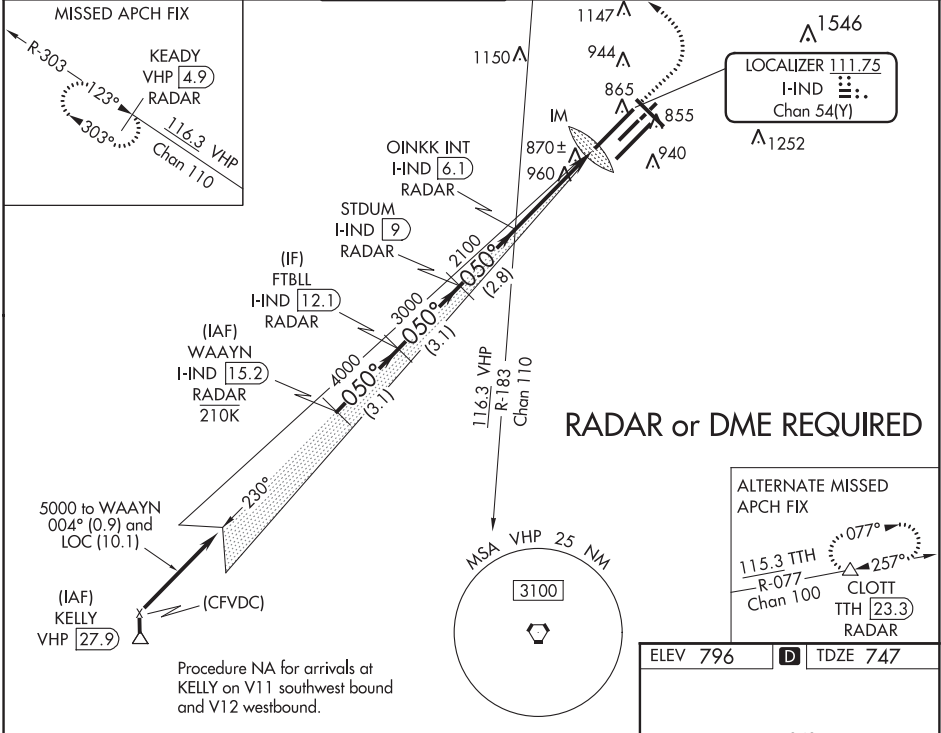 MISSED APCH FIX
R-303
KEADY
VHP 4.9
RADAR
123°
303°
116.3 VHP
Chan 110
1147
1546
1150
944
LOCALIZER 111.75
I-IND
Chan 54(Y)
865
855
IM
870±
960
940
1252
OINKK INT
I-IND 6.1
RADAR
STDUM
I-IND 9
RADAR
2100
050°
(2.8)
(IF)
FTBLL
I-IND 12.1
RADAR
3000
050°
(3.1)
(IAF)
WAAYN
I-IND 15.2
RADAR
210K
4000
050°
(3.1)
116.3 VHP
R-183
Chan 110
RADAR or DME REQUIRED
230°
5000 to WAAYN
004° (0.9) and
LOC (10.1)
(IAF)
KELLY
VHP 27.9
(CFVDC)
X
MSA VHP 25 NM
3100
ALTERNATE MISSED
APCH FIX
077°
257°
115.3 TTH
R-077
Chan 100
CLOTT
TTH 23.3
RADAR
Procedure NA for arrivals at
KELLY on V11 southwest bound
and V12 westbound.
ELEV 796 D TDZE 747